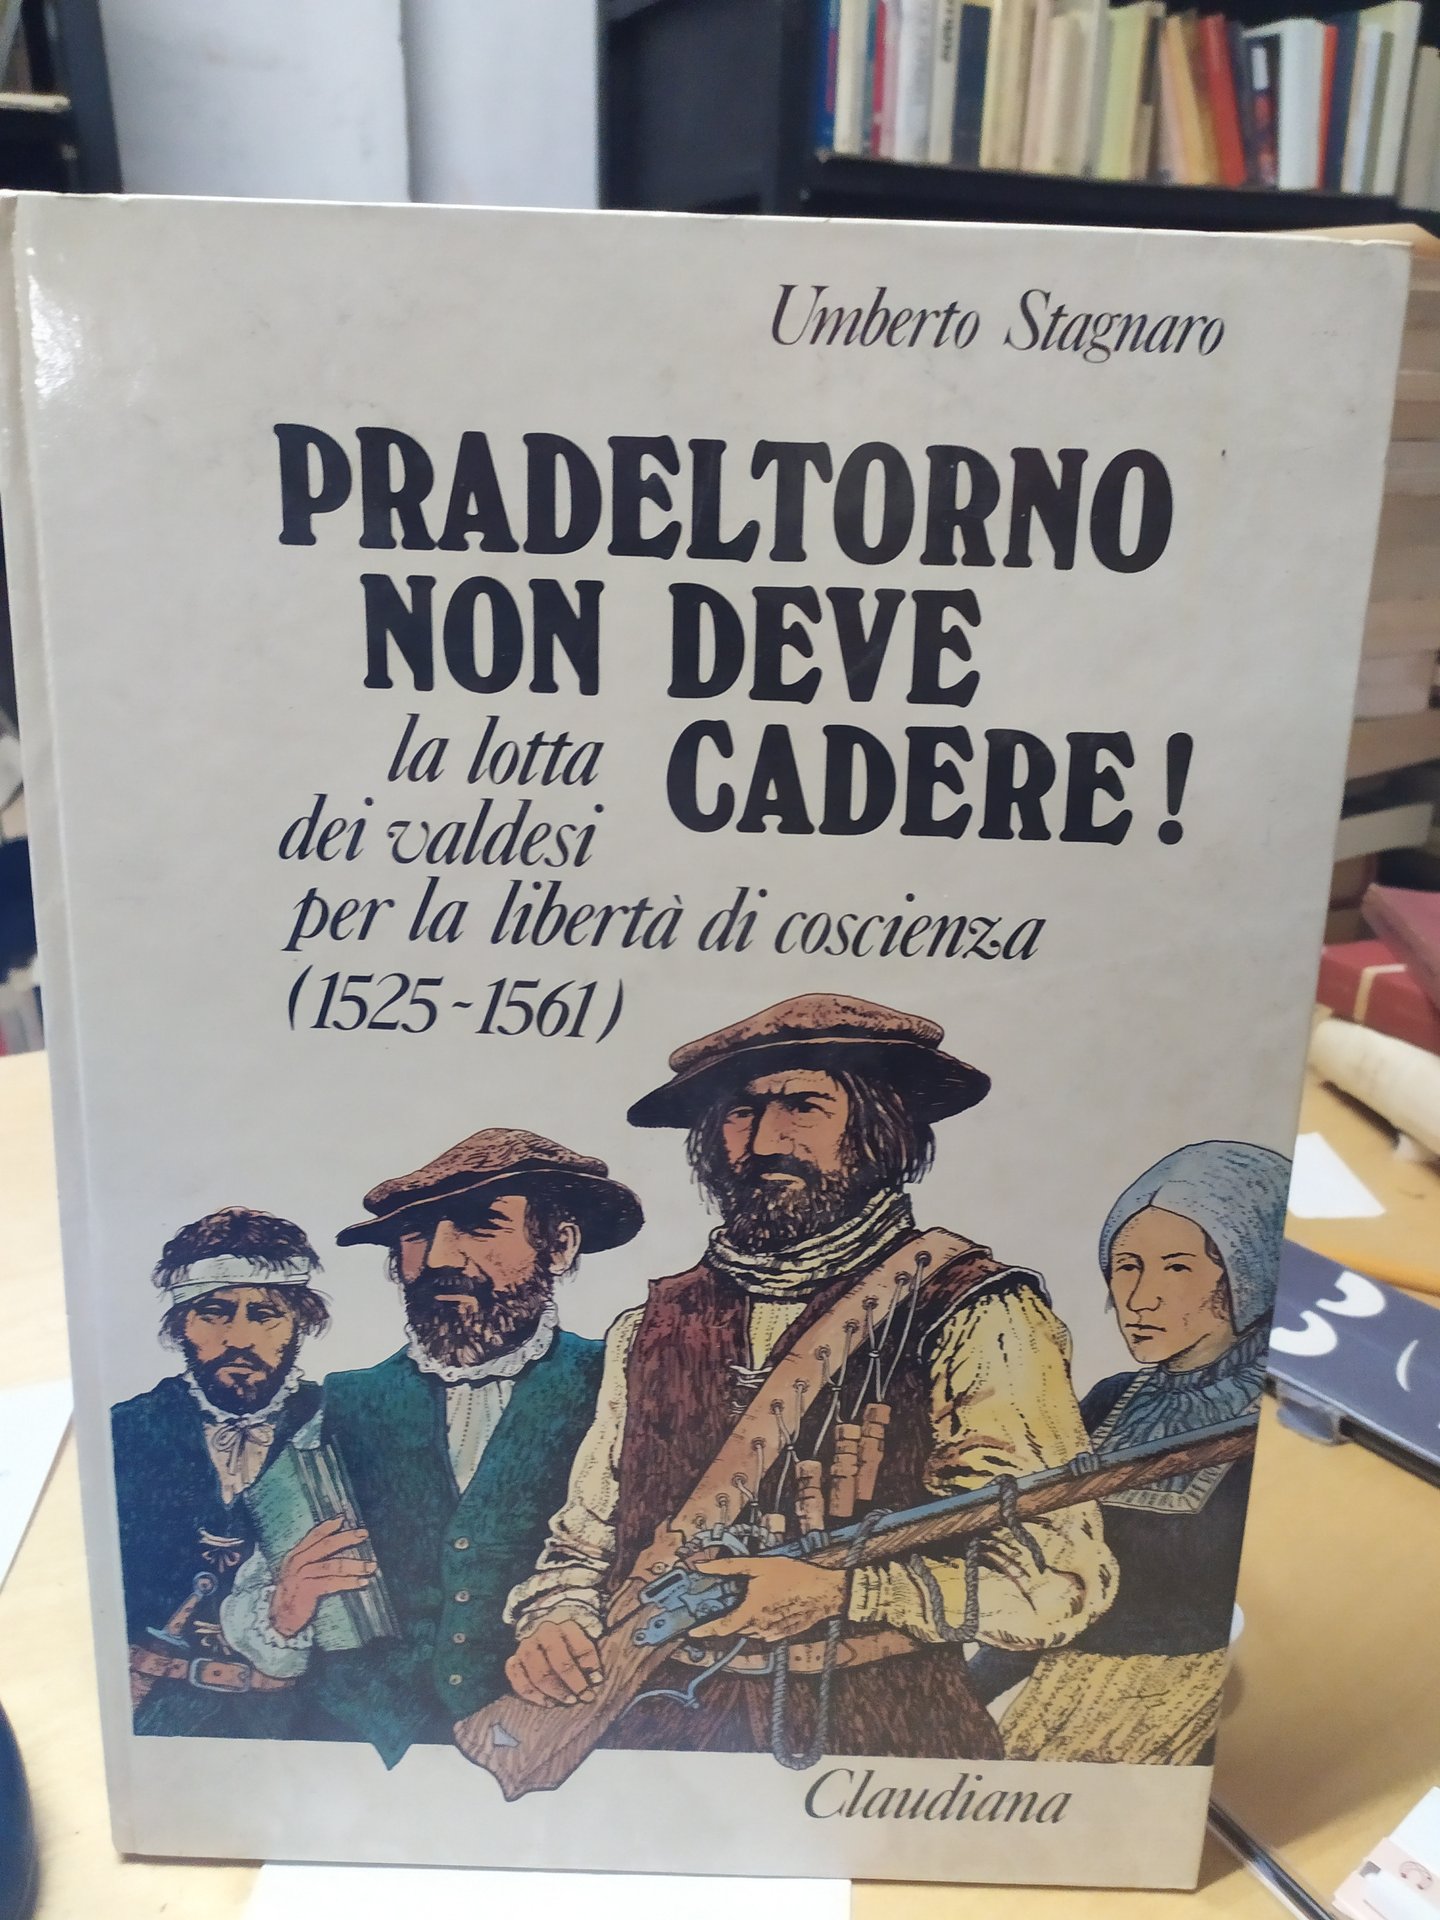 Umberto Stagnaro
PRADELTORNO
NON DEVE
CADERE!
la lotta
dei valdesi
per la libertà di coscienza
(1525-1561)
Claudiana